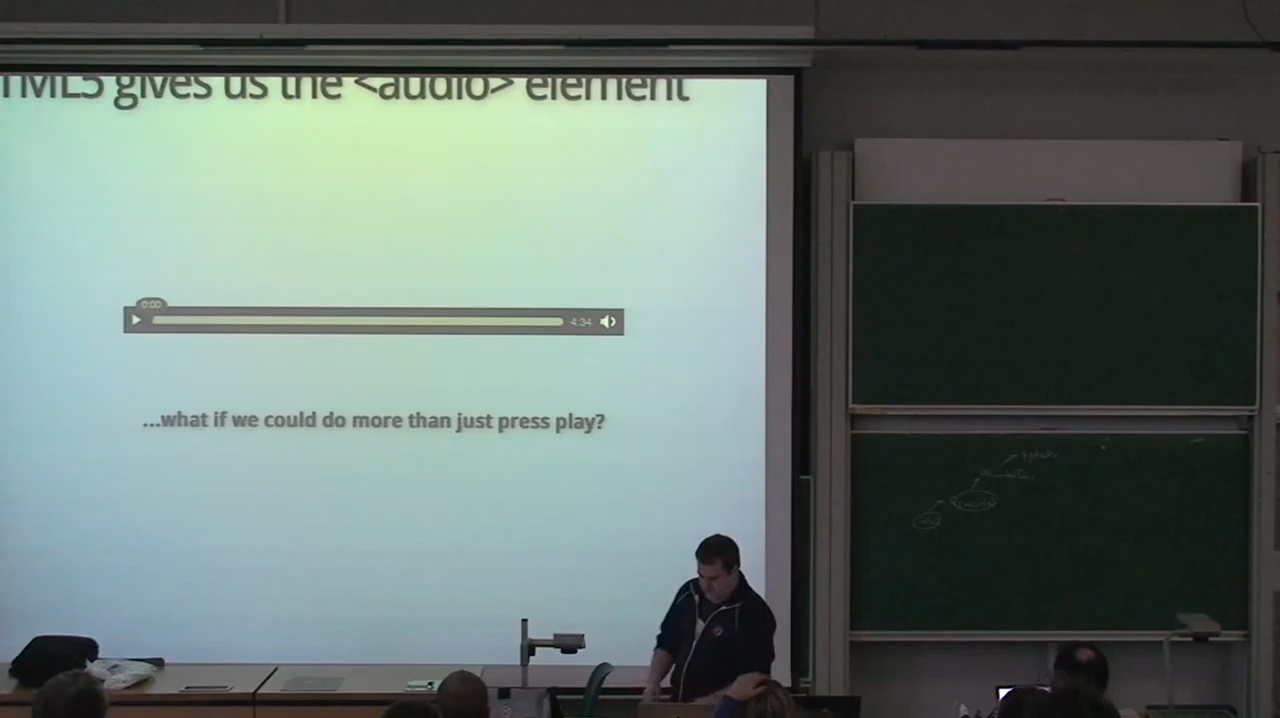 TML5 gives us the <audio> element
0:00
4:34
...what if we could do more than just press play?